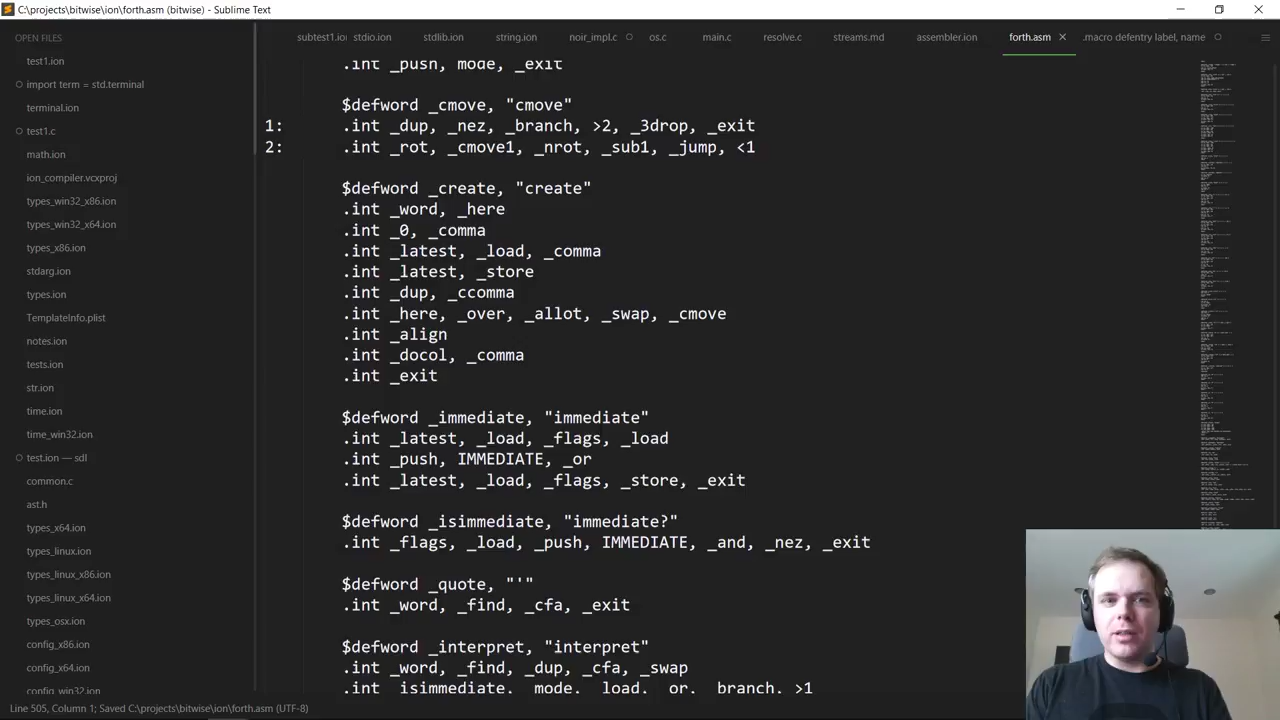 C:\projects\bitwise\ion\forth.asm (bitwise) - Sublime Text
OPEN FILES
test1.ion
import term = std.terminal
terminal.ion
test1.c
math.ion
ion_compiler.vcxproj
types_win32_x86.ion
types_win32_x64.ion
types_x86.ion
stdarg.ion
types.ion
TemplateInfo.plist
notes.ion
tests.ion
str.ion
time.ion
time_win32.ion
test.ion — sdl
common.c
ast.h
types_x64.ion
types_linux.ion
types_linux_x86.ion
types_linux_x64.ion
types_osx.ion
config_x86.ion
config_x64.ion
config_win32.ion
subtest1.io stdio.ion stdlib.ion string.ion noir_impl.c os.c main.c resolve.c streams.md assembler.ion forth.asm .macro defentry label, name
.int _push, mode, _exit
$defword _cmove, "cmove"
1: .int _dup, _nez, _branch, >2, _3drop, _exit
2: .int _rot, _cmove1, _nrot, _sub1, _jump, <1
$defword _create, "create"
.int _word, _here
.int _0, _comma
.int _latest, _load, _comma
.int _latest, _store
.int _dup, _ccomma
.int _here, _over, _allot, _swap, _cmove
.int _align
.int _docol, _comma
.int _exit
$defword _immediate, "immediate"
.int _latest, _load, _flags, _load
.int _push, IMMEDIATE, _or
.int _latest, _load, _flags, _store, _exit
$defword _isimmediate, "immediate?"
.int _flags, _load, _push, IMMEDIATE, _and, _nez, _exit
$defword _quote, "'"
.int _word, _find, _cfa, _exit
$defword _interpret, "interpret"
.int _word, _find, _dup, _cfa, _swap
.int _isimmediate, _mode, _load, _or, _branch, >1
Line 505, Column 1; Saved C:\projects\bitwise\ion\forth.asm (UTF-8)